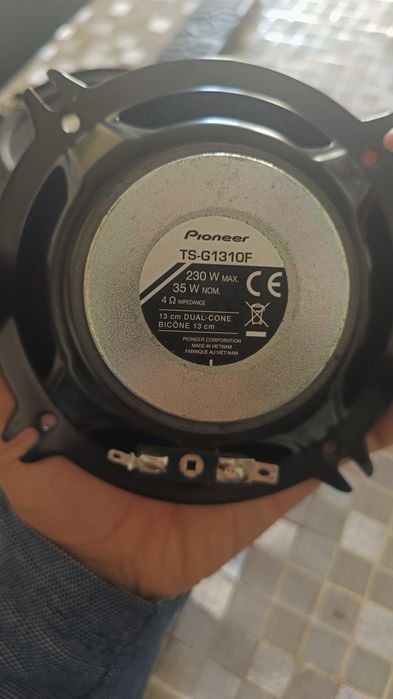 Pioneer
TS-G1310F
230 W MAX.
35 W NOM.
4 Ω IMPEDANCE
CE
13 cm DUAL-CONE
BICÔNE 13 cm
PIONEER CORPORATION
MADE IN VIETNAM
FABRIQUÉ AU VIÊT-NAM